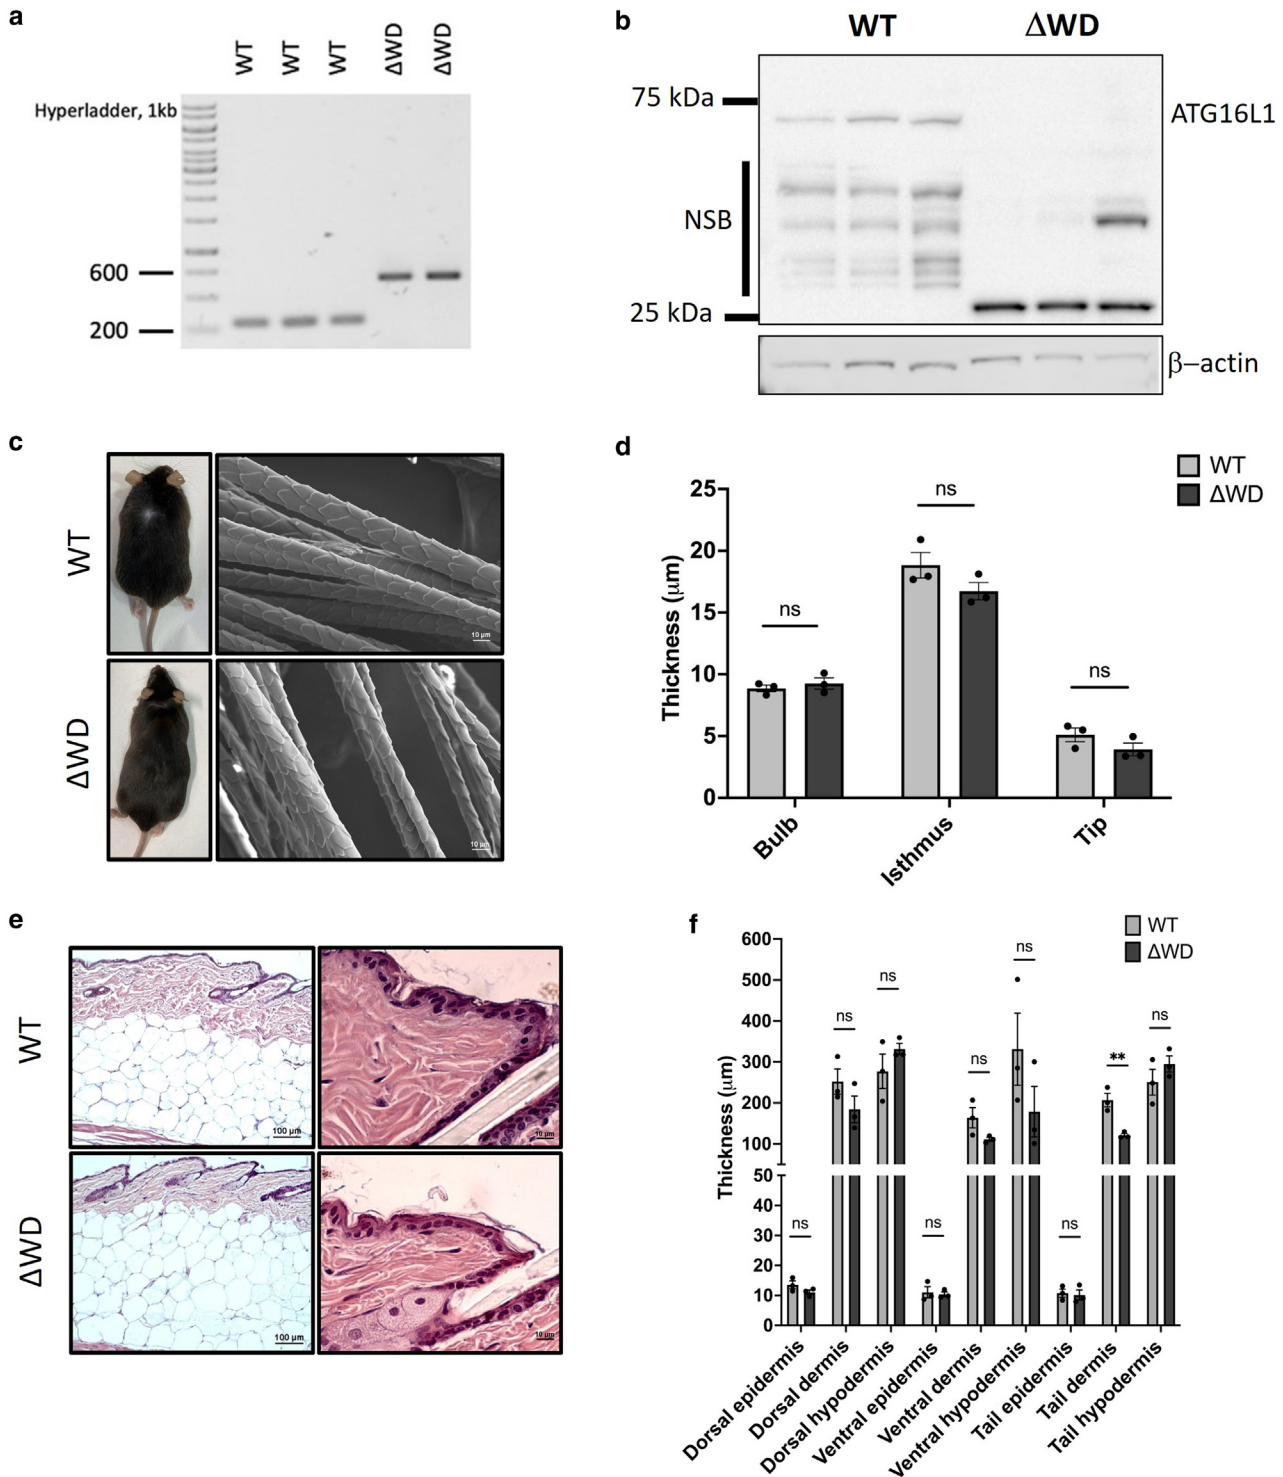 a
WT
WT
WT
ΔWD
ΔWD
Hyperladder, 1kb
600
200
b
WT
ΔWD
75 kDa
ATG16L1
NSB
25 kDa
β–actin
c
WT
10 µm
ΔWD
10 µm
d
WT
ΔWD
Thickness (µm)
25
20
15
10
5
0
ns
ns
ns
Bulb
Isthmus
Tip
e
WT
100 µm
10 µm
ΔWD
100 µm
10 µm
f
WT
ΔWD
Thickness (µm)
600
500
400
300
200
100
50
40
30
20
10
0
ns
ns
ns
ns
ns
ns
ns
**
ns
Dorsal epidermis
Dorsal dermis
Dorsal hypodermis
Ventral epidermis
Ventral dermis
Ventral hypodermis
Tail epidermis
Tail dermis
Tail hypodermis